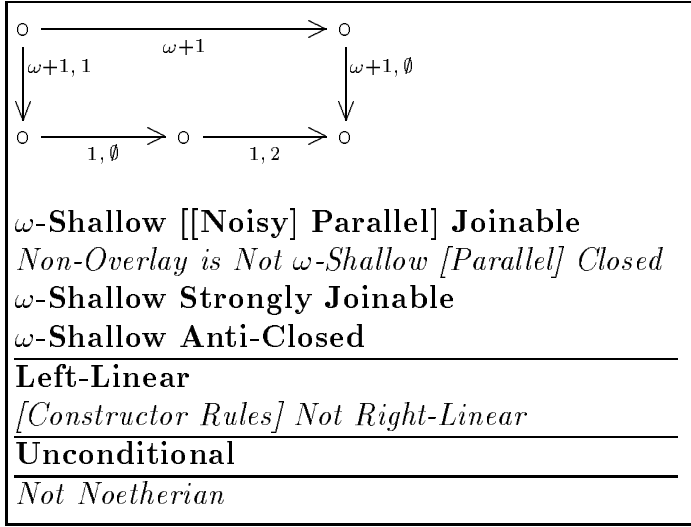 ω+1
ω+1, 1
ω+1, ∅
1, ∅
1, 2
ω-Shallow [[Noisy] Parallel] Joinable
Non-Overlay is Not ω-Shallow [Parallel] Closed
ω-Shallow Strongly Joinable
ω-Shallow Anti-Closed
Left-Linear
[Constructor Rules] Not Right-Linear
Unconditional
Not Noetherian